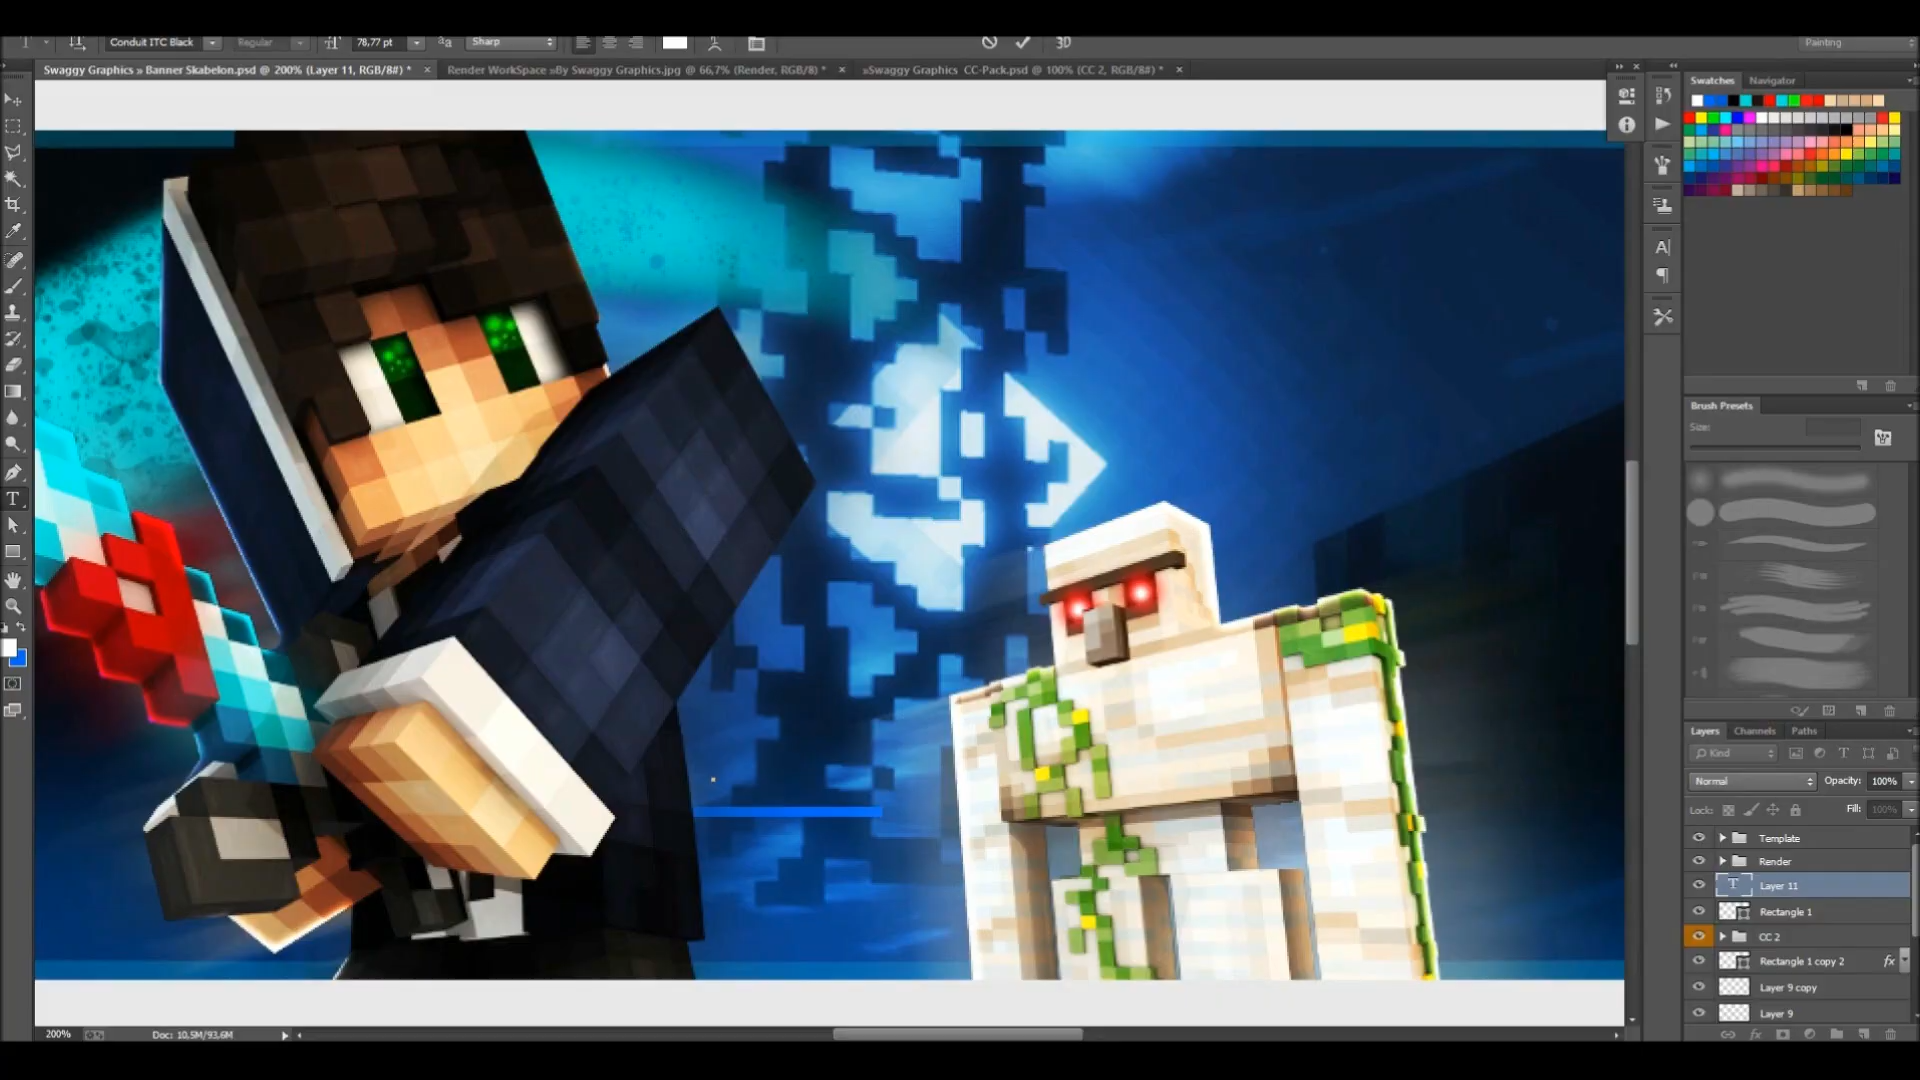 Conduit ITC Black
Regular
78,77 pt
aa
Sharp
3D
Painting
Swaggy Graphics » Banner Skabelon.psd @ 200% (Layer 11, RGB/8#) *
Render WorkSpace »By Swaggy Graphics.jpg @ 66,7% (Render, RGB/8) *
»Swaggy Graphics CC-Pack.psd @ 100% (CC 2, RGB/8#) *
Swatches
Navigator
Brush Presets
Size:
Layers
Channels
Paths
Kind
Normal
Opacity:
100%
Lock:
Fill:
100%
Template
Render
Layer 11
Rectangle 1
CC 2
Rectangle 1 copy 2
fx
Layer 9 copy
Layer 9
200%
Doc: 10,5M/93,6M
fx